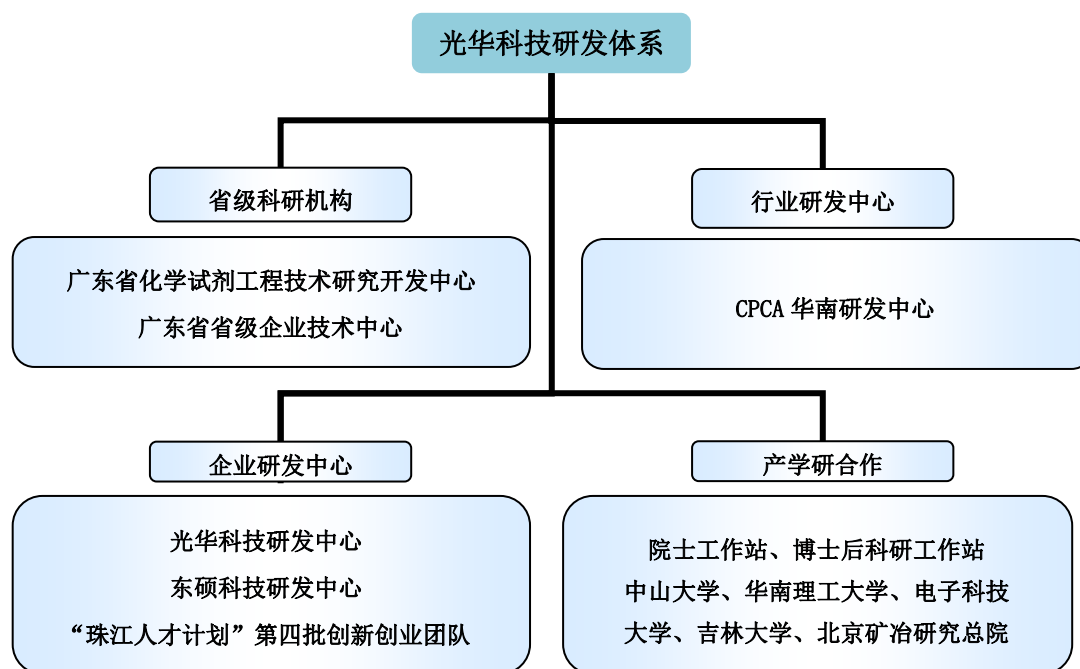 光华科技研发体系
省级科研机构
行业研发中心
广东省化学试剂工程技术研究开发中心
广东省省级企业技术中心
CPCA 华南研发中心
企业研发中心
产学研合作
光华科技研发中心
东硕科技研发中心
“珠江人才计划”第四批创新创业团队
院士工作站、博士后科研工作站
中山大学、华南理工大学、电子科技
大学、吉林大学、北京矿冶研究总院